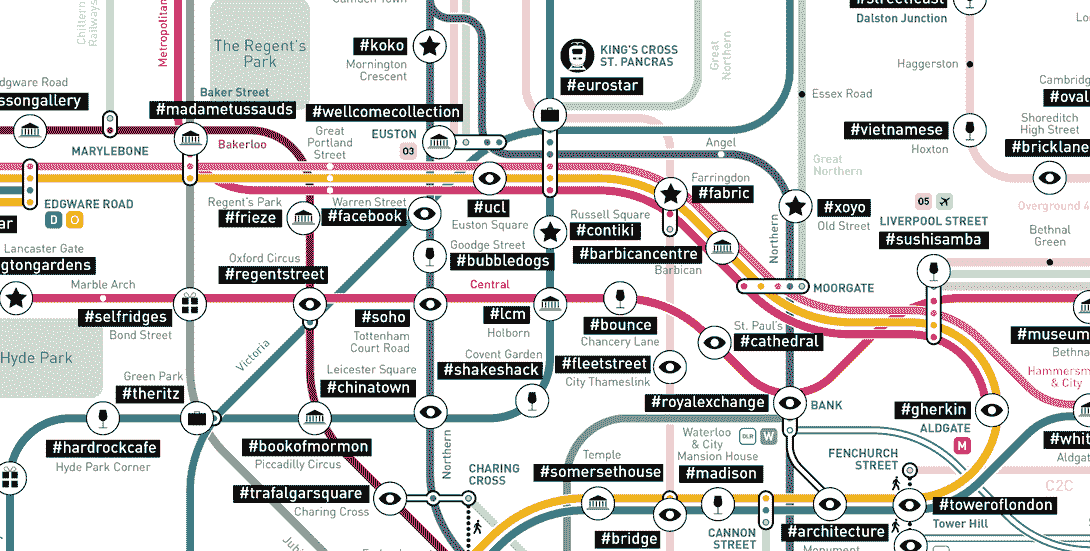 Camden Town
#streetfeast
Dalston Junction
Chiltern
Railways
Metropolitan
The Regent's
Park
#koko
Mornington
Crescent
KING'S CROSS
ST. PANCRAS
#eurostar
Great
Northern
Haggerston
Essex Road
Edgware Road
ssongallery
Baker Street
#madametussauds
#wellcomecollection
Cambridg
#oval
Shoreditch
High Street
#bricklane
#vietnamese
Hoxton
MARYLEBONE
Bakerloo
Great
Portland
Street
EUSTON
03
Angel
Great
Northern
Farringdon
#fabric
EDGWARE ROAD
D
O
ar
Regent's Park
#frieze
Warren Street
#facebook
#ucl
Euston Square
Russell Square
#contiki
Northern
#xoyo
Old Street
05
LIVERPOOL STREET
#sushisamba
Overground 4
Bethnal
Green
Lancaster Gate
gtongardens
Oxford Circus
#regentstreet
Goodge Street
#bubbledogs
#barbicancentre
Barbican
Marble Arch
Central
MOORGATE
#selfridges
Bond Street
#soho
Tottenham
Court Road
#lcm
Holborn
#bounce
Chancery Lane
St. Paul's
#cathedral
#museum
Bethna
Hyde Park
Victoria
Leicester Square
#chinatown
Covent Garden
#shakeshack
#fleetstreet
City Thameslink
Hammersm
& City
Green Park
#theritz
#royalexchange
BANK
#gherkin
ALDGATE
M
#hardrockcafe
Hyde Park Corner
#bookofmormon
Piccadilly Circus
Northern
Waterloo
& City
Mansion House
DLR
W
#madison
#whit
Aldga
FENCHURCH
STREET
CHARING
CROSS
Temple
#somersethouse
C2C
#trafalgarsquare
Charing Cross
#toweroflondon
Tower Hill
#bridge
CANNON
STREET
#architecture
Monument
Jubi